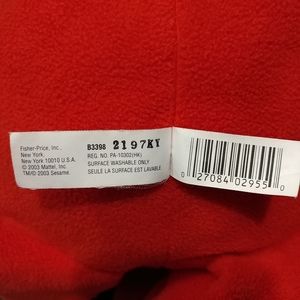 Fisher-Price, Inc.,
New York,
New York 10010 U.S.A.
© 2003 Mattel, Inc.
TM/© 2003 Sesame.
B3398 2197KY
REG. NO. PA-10302(HK)
SURFACE WASHABLE ONLY
SEULE LA SURFACE EST LAVABLE.
0 27084 02955 0